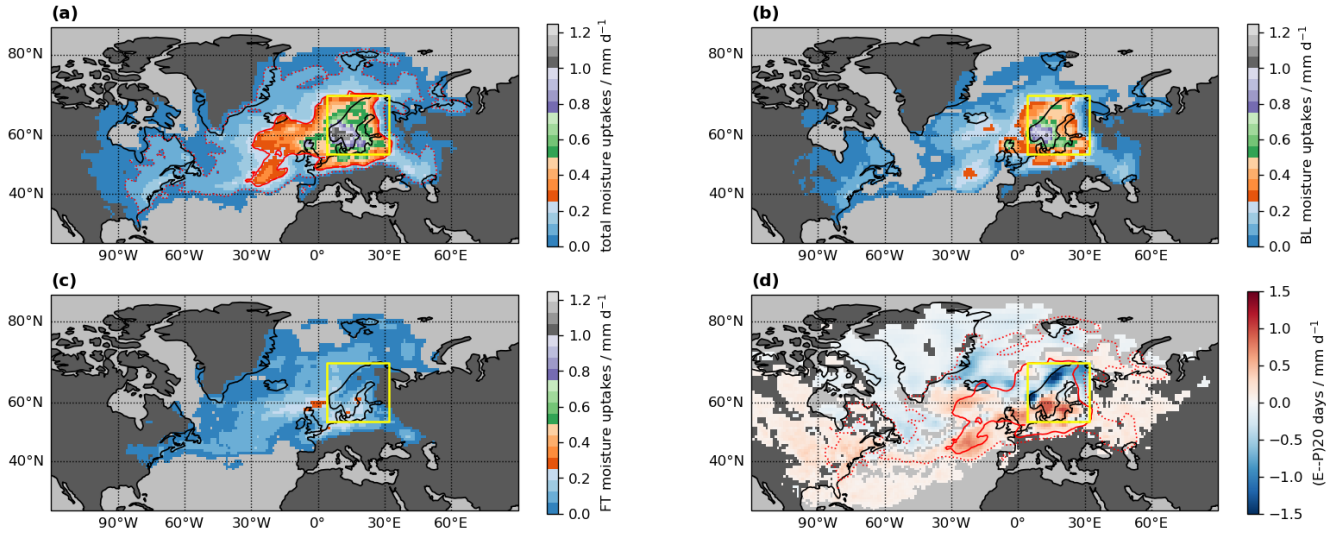 (a)
80°N
60°N
40°N
90°W 60°W 30°W 0° 30°E 60°E
1.2
1.0
0.8
0.6
0.4
0.2
0.0
total moisture uptakes / mm d⁻¹
(b)
80°N
60°N
40°N
90°W 60°W 30°W 0° 30°E 60°E
1.2
1.0
0.8
0.6
0.4
0.2
0.0
BL moisture uptakes / mm d⁻¹
(c)
80°N
60°N
40°N
90°W 60°W 30°W 0° 30°E 60°E
1.2
1.0
0.8
0.6
0.4
0.2
0.0
FT moisture uptakes / mm d⁻¹
(d)
80°N
60°N
40°N
90°W 60°W 30°W 0° 30°E 60°E
1.5
1.0
0.5
0.0
−0.5
−1.0
−1.5
(E--P)20 days / mm d⁻¹